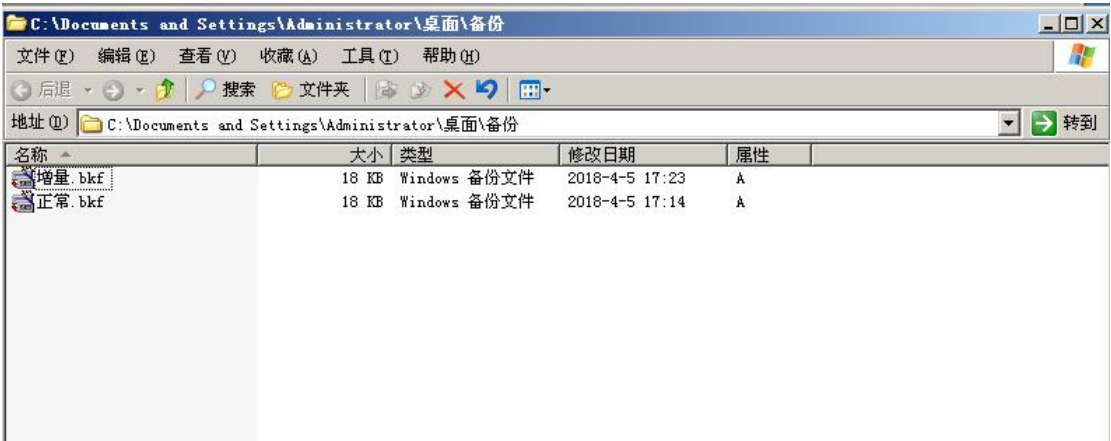 C:\Documents and Settings\Administrator\桌面\备份
文件(F) 编辑(E) 查看(V) 收藏(A) 工具(T) 帮助(H)
后退 搜索 文件夹
地址(D) C:\Documents and Settings\Administrator\桌面\备份 转到
名称 大小 类型 修改日期 属性
增量.bkf 18 KB Windows 备份文件 2018-4-5 17:23 A
正常.bkf 18 KB Windows 备份文件 2018-4-5 17:14 A